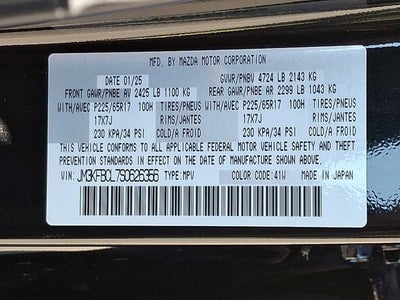 MFD. BY MAZDA MOTOR CORPORATION
DATE 01/25 GVWR/PNBV 4724 LB 2143 KG
FRONT GAWR/PNBE AV 2425 LB 1100 KG REAR GAWR/PNBE AR 2299 LB 1043 KG
WITH/AVEC P225/65R17 100H TIRES/PNEUS WITH/AVEC P225/65R17 100H TIRES/PNEUS
17X7J RIMS/JANTES 17X7J RIMS/JANTES
230 KPA/34 PSI COLD/A FROID 230 KPA/34 PSI COLD/A FROID
THIS VEHICLE CONFORMS TO ALL APPLICABLE FEDERAL MOTOR VEHICLE SAFETY AND THEFT
PREVENTION STANDARDS IN EFFECT ON THE DATE OF MANUFACTURE SHOWN ABOVE.
VIN: JM3KFBCL7S0626356 TYPE:MPV COLOR: 41W MADE IN JAPAN